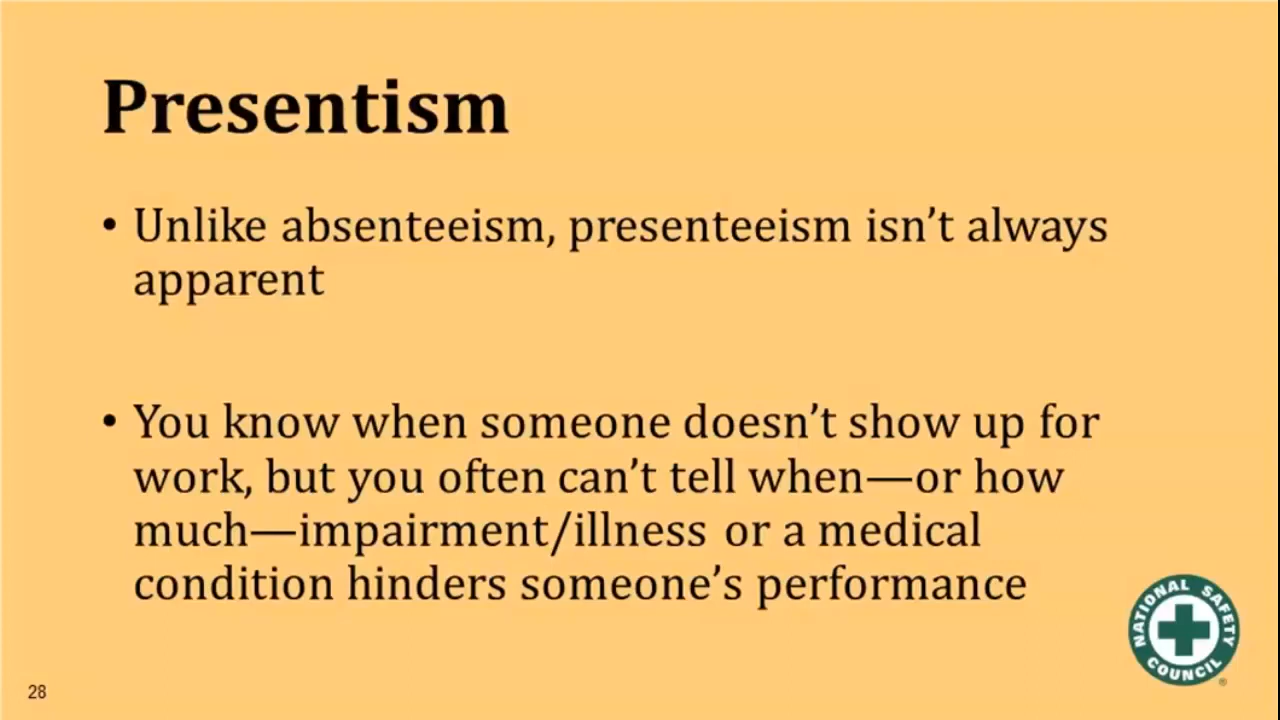 Presentism
• Unlike absenteeism, presenteeism isn’t always
apparent
• You know when someone doesn’t show up for
work, but you often can’t tell when—or how
much—impairment/illness or a medical
condition hinders someone’s performance
NATIONAL SAFETY
COUNCIL
®
28